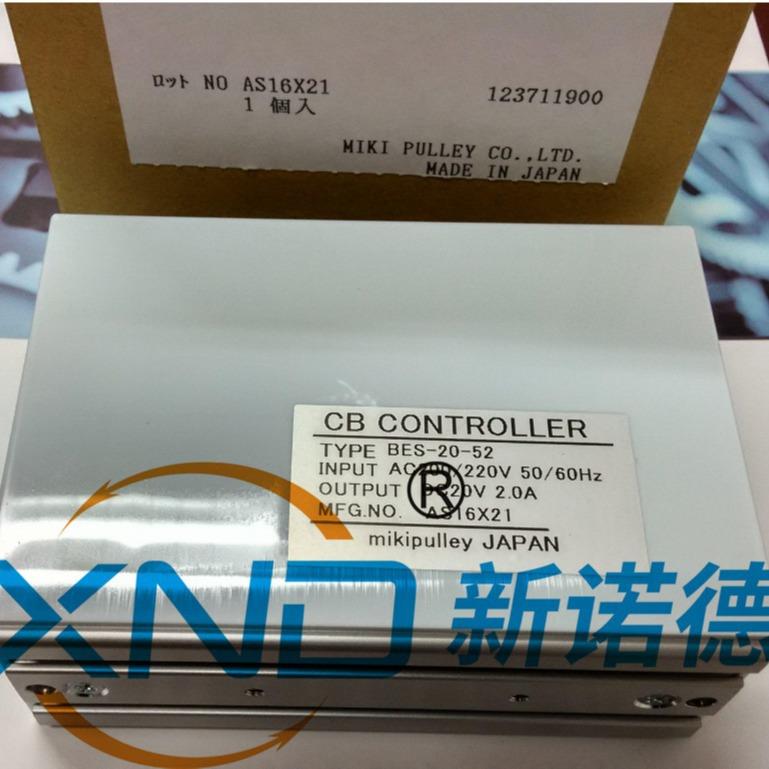 ロット NO AS16X21
1 個入
123711900
MIKI PULLEY CO.,LTD.
MADE IN JAPAN
CB CONTROLLER
TYPE BES-20-52
INPUT AC200/220V 50/60Hz
OUTPUT DC20V 2.0A
MFG.NO. AS16X21
®
mikipulley JAPAN
XND 新诺德